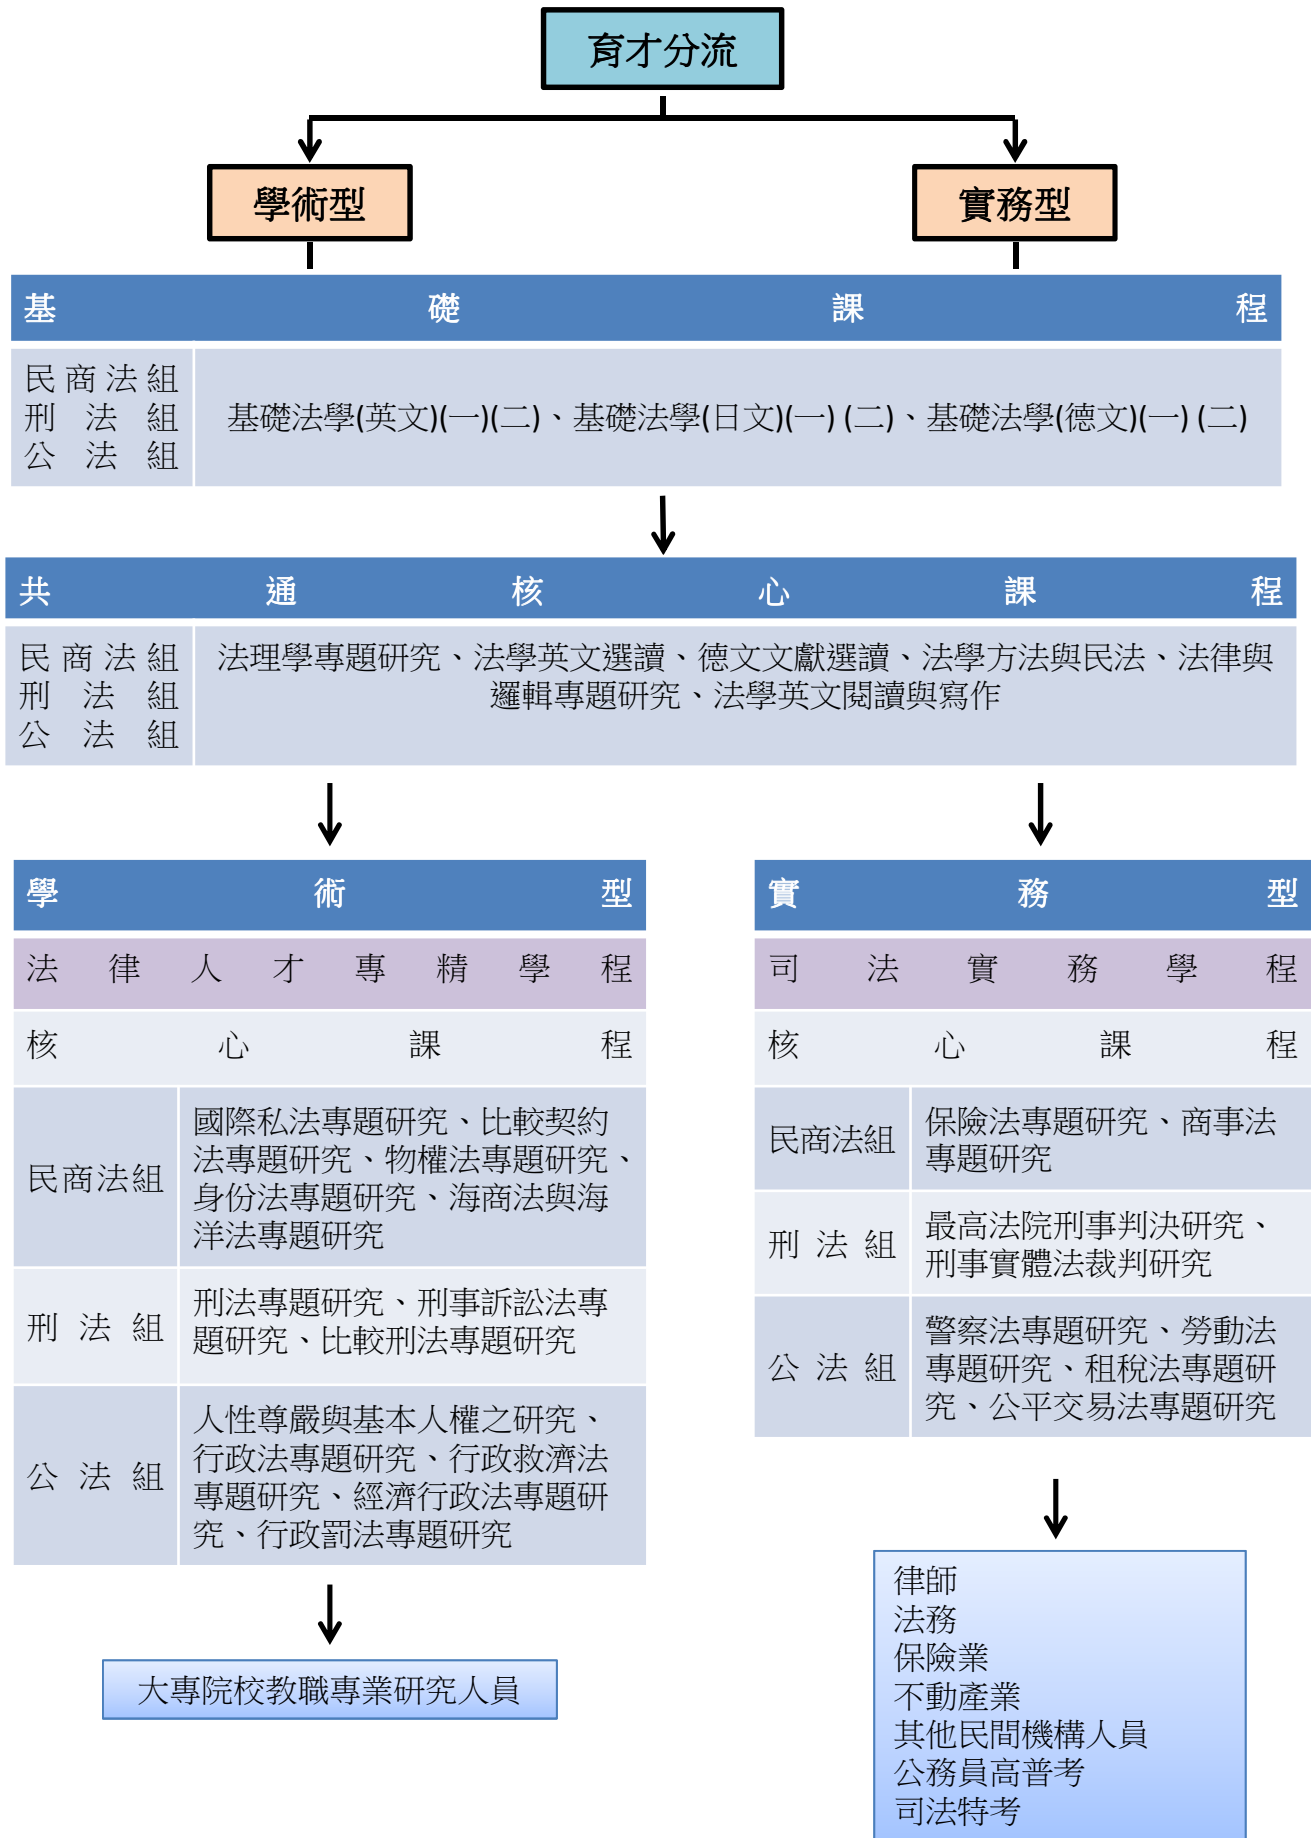 育才分流
學術型
實務型
基礎課程
民商法組
刑法組
公法組
基礎法學(英文)(一)(二)、基礎法學(日文)(一) (二)、基礎法學(德文)(一) (二)
共通核心課程
民商法組
刑法組
公法組
法理學專題研究、法學英文選讀、德文文獻選讀、法學方法與民法、法律與
邏輯專題研究、法學英文閱讀與寫作
學術型
法律人才專精學程
核心課程
民商法組
國際私法專題研究、比較契約
法專題研究、物權法專題研究、
身份法專題研究、海商法與海
洋法專題研究
刑法組
刑法專題研究、刑事訴訟法專
題研究、比較刑法專題研究
公法組
人性尊嚴與基本人權之研究、
行政法專題研究、行政救濟法
專題研究、經濟行政法專題研
究、行政罰法專題研究
大專院校教職專業研究人員
實務型
司法實務學程
核心課程
民商法組
保險法專題研究、商事法
專題研究
刑法組
最高法院刑事判決研究、
刑事實體法裁判研究
公法組
警察法專題研究、勞動法
專題研究、租稅法專題研
究、公平交易法專題研究
律師
法務
保險業
不動產業
其他民間機構人員
公務員高普考
司法特考